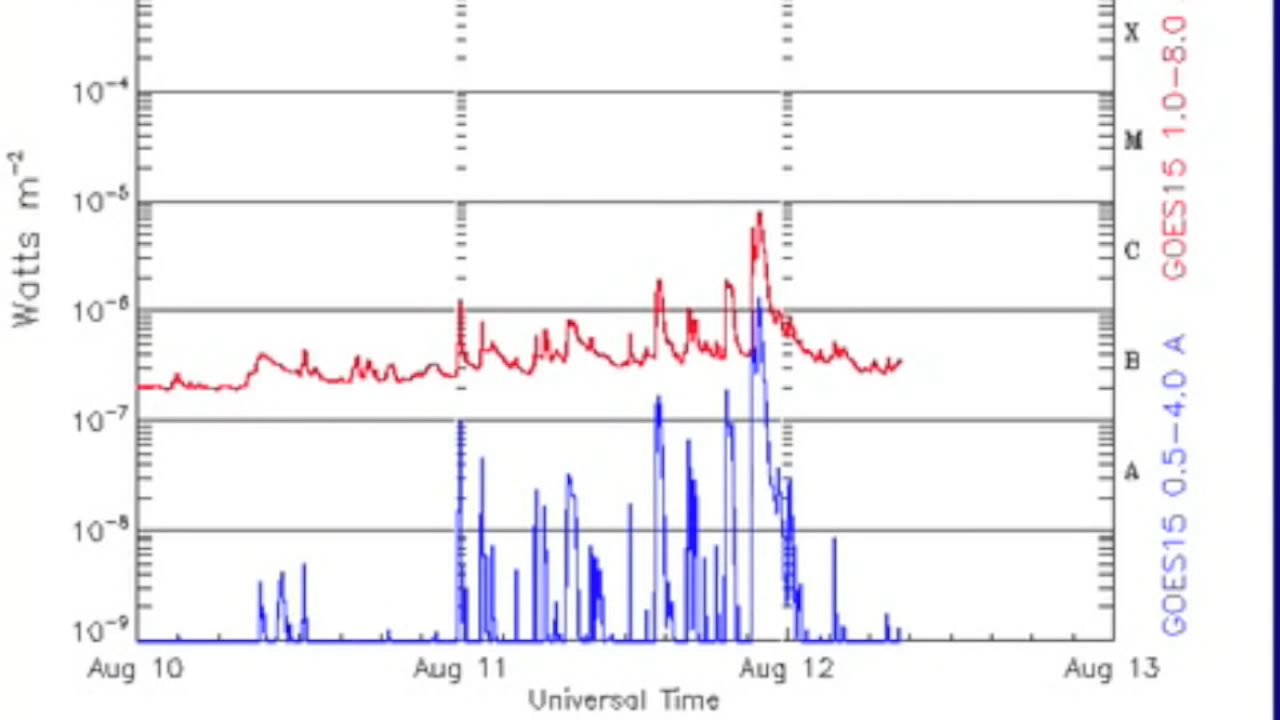 X
10⁻⁴
M
10⁻⁵
C
10⁻⁶
B
10⁻⁷
A
10⁻⁸
10⁻⁹
Aug 10 Aug 11 Aug 12 Aug 13
Universal Time
Watts m⁻²
GOES15 1.0-8.0
GOES15 0.5-4.0 A